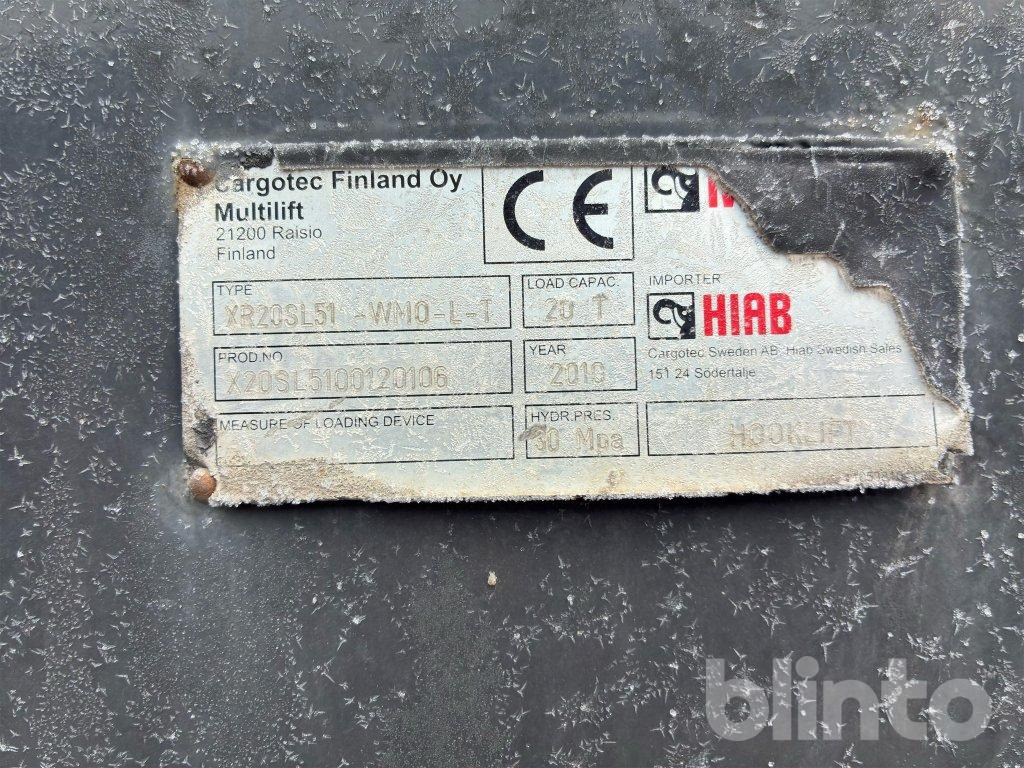 Cargotec Finland Oy
Multilift
21200 Raisio
Finland
CE
TYPE
XR20SL51 -WMO-L-T
LOAD CAPAC.
20 T
IMPORTER
HIAB
Cargotec Sweden AB Hiab Swedish Sales
151 24 Södertalje
PROD.NO
X20SL5100120106
YEAR
2010
MEASURE OF LOADING DEVICE
HYDR.PRES.
30 Mpa
HOOKLIFT
blinto